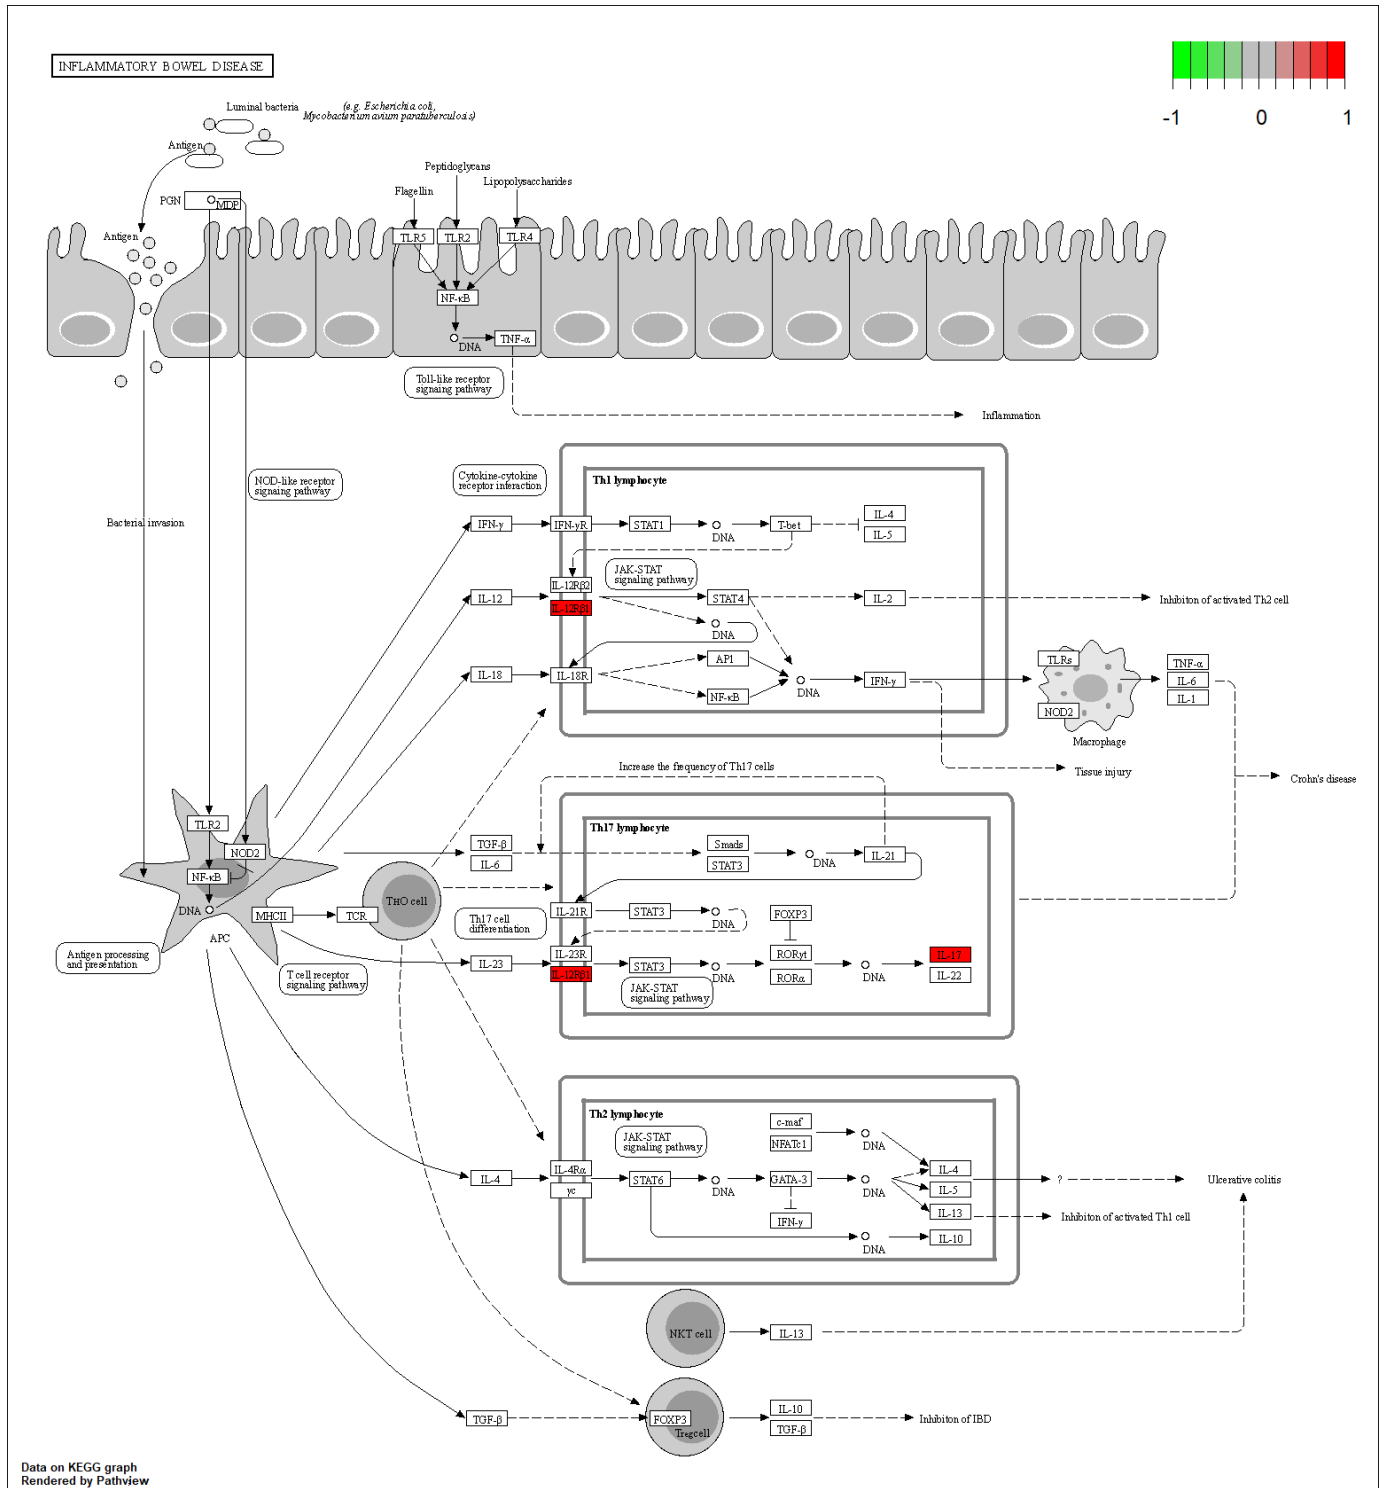 INFLAMMATORY BOWEL DISEASE
-1 0 1
Luminal bacteria
(e.g. Escherichia coli,
Mycobacterium avium paratuberculosis)
Antigen
PGN
MDP
Antigen
Flagellin
Peptidoglycans
Lipopolysaccharides
TLR5
TLR2
TLR4
NF-κB
DNA
TNF-α
Toll-like receptor
signaing pathway
Inflammation
NOD-like receptor
signaing pathway
Bacterial invasion
Cytokine-cytokine
receptor interaction
Th1 lymphocyte
IFN-γ
IFN-γR
STAT1
DNA
T-bet
IL-4
IL-5
IL-12
IL-12Rβ2
IL-12Rβ1
JAK-STAT
signaling pathway
STAT4
DNA
IL-2
Inhibiton of activated Th2 cell
IL-18
IL-18R
AP1
NF-κB
DNA
IFN-γ
TLRs
NOD2
Macrophage
TNF-α
IL-6
IL-1
Tissue injury
Crohn's disease
Increase the frequency of Th17 cells
TLR2
NOD2
NF-κB
DNA
APC
MHCII
TCR
TH0 cell
Antigen processing
and presentation
T cell receptor
signaling pathway
Th17 lymphocyte
TGF-β
IL-6
Smads
STAT3
DNA
IL-21
Th17 cell
differentiation
IL-21R
STAT3
DNA
FOXP3
IL-23
IL-23R
IL-12Rβ1
STAT3
DNA
RORγt
RORα
DNA
IL-17
IL-22
JAK-STAT
signaling pathway
Th2 lymphocyte
JAK-STAT
signaling pathway
c-maf
NFATc1
DNA
IL-4
IL-4Rα
γc
STAT6
DNA
GATA-3
IFN-γ
DNA
IL-4
IL-5
IL-13
DNA
IL-10
?
Ulcerative colitis
Inhibiton of activated Th1 cell
NKT cell
IL-13
TGF-β
FOXP3
Treg cell
IL-10
TGF-β
Inhibiton of IBD
Data on KEGG graph
Rendered by Pathview